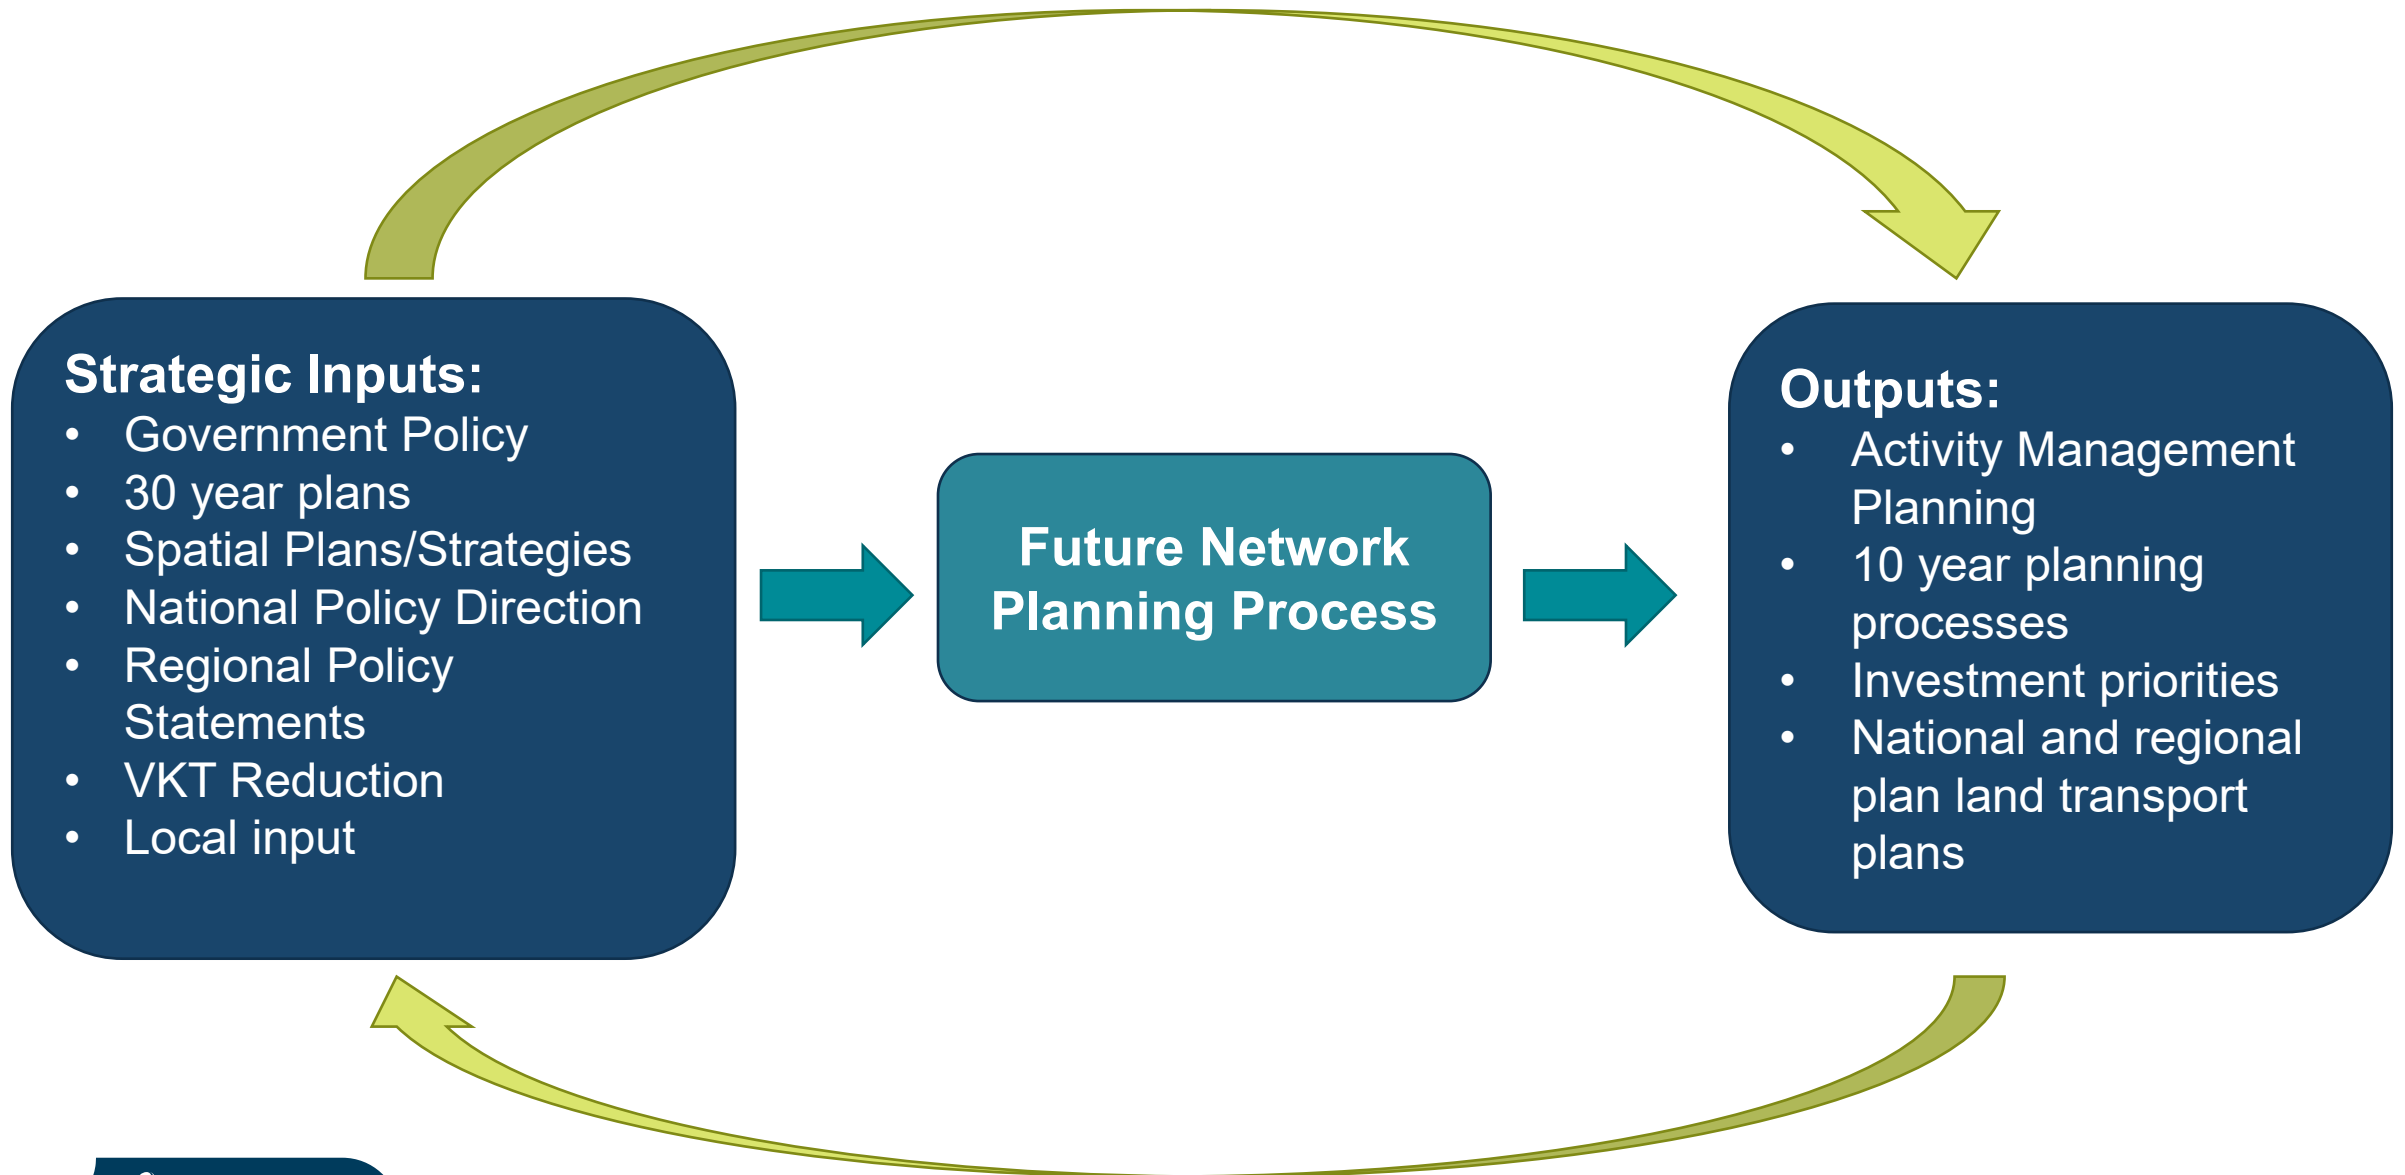 Strategic Inputs:
• Government Policy
• 30 year plans
• Spatial Plans/Strategies
• National Policy Direction
• Regional Policy
Statements
• VKT Reduction
• Local input
Future Network
Planning Process
Outputs:
• Activity Management
Planning
• 10 year planning
processes
• Investment priorities
• National and regional
plan land transport
plans